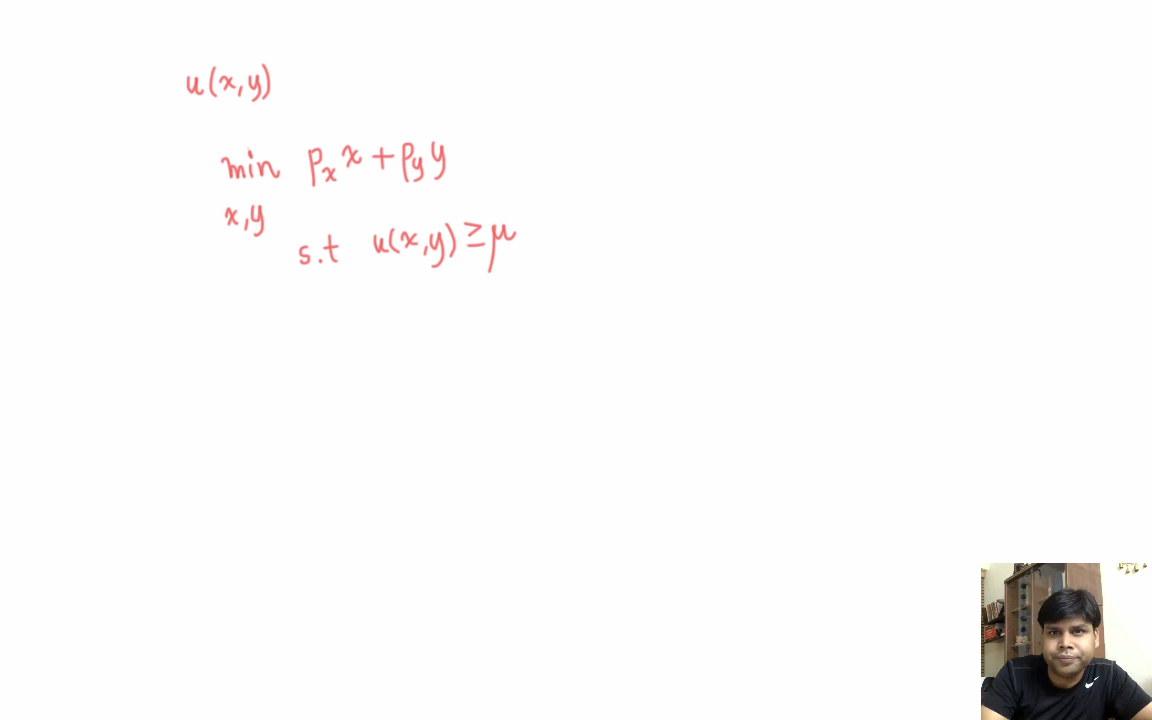 u(x,y)
min pₓx + p_y y
x,y
s.t u(x,y) ≥ μ